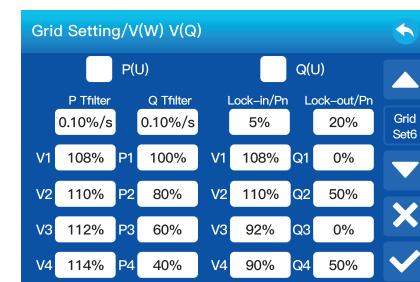 Grid Setting/V(W) V(Q)
P(U) Q(U)
P Tfilter Q Tfilter Lock-in/Pn Lock-out/Pn
0.10%/s 0.10%/s 5% 20%
Grid
Set6
V1 108% P1 100% V1 108% Q1 0%
V2 110% P2 80% V2 110% Q2 50%
V3 112% P3 60% V3 92% Q3 0%
V4 114% P4 40% V4 90% Q4 50%